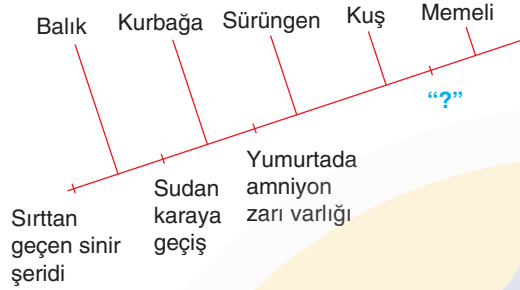 Balık
Kurbağa
Sürüngen
Kuş
Memeli
“?”
Sırttan
geçen sinir
şeridi
Sudan
karaya
geçiş
Yumurtada
amniyon
zarı varlığı